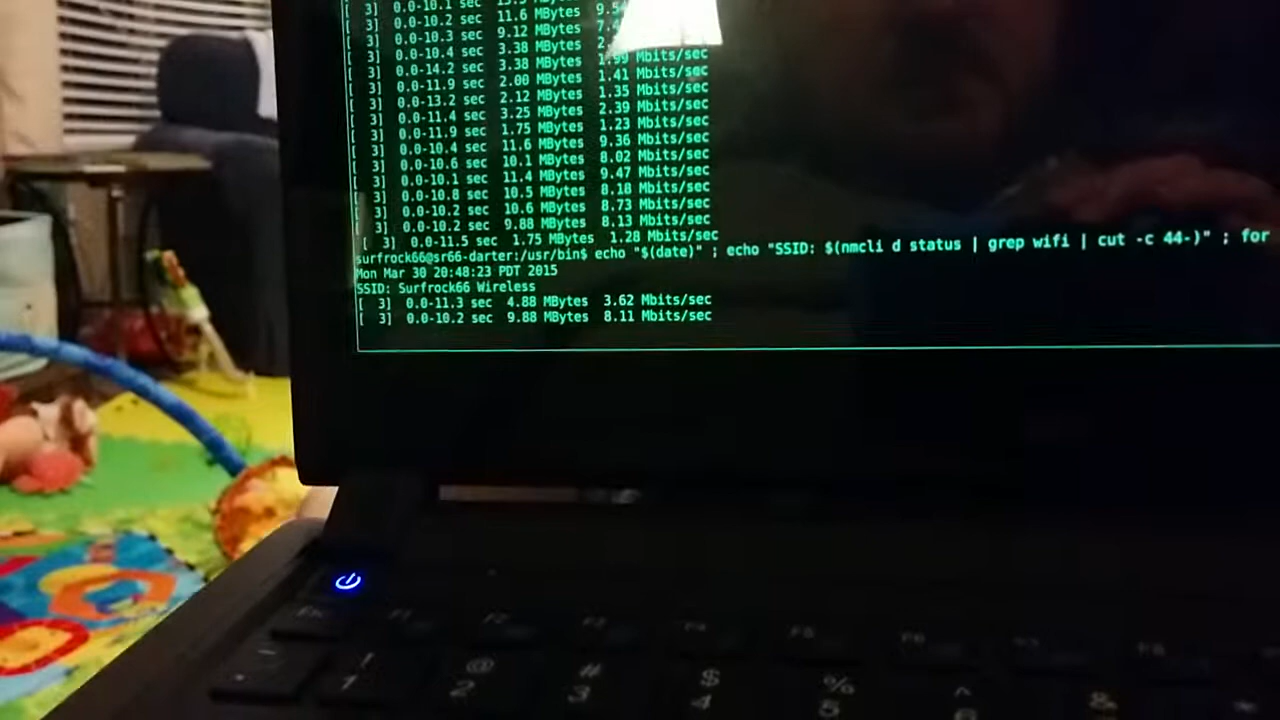 [ 3] 0.0-10.1 sec
[ 3] 0.0-10.2 sec 11.6 MBytes
[ 3] 0.0-10.3 sec 9.12 MBytes
[ 3] 0.0-10.4 sec 3.38 MBytes
[ 3] 0.0-14.2 sec 3.38 MBytes 1.99 Mbits/sec
[ 3] 0.0-11.9 sec 2.00 MBytes 1.41 Mbits/sec
[ 3] 0.0-13.2 sec 2.12 MBytes 1.35 Mbits/sec
[ 3] 0.0-11.4 sec 3.25 MBytes 2.39 Mbits/sec
[ 3] 0.0-11.9 sec 1.75 MBytes 1.23 Mbits/sec
[ 3] 0.0-10.4 sec 11.6 MBytes 9.36 Mbits/sec
[ 3] 0.0-10.6 sec 10.1 MBytes 8.02 Mbits/sec
[ 3] 0.0-10.1 sec 11.4 MBytes 9.47 Mbits/sec
[ 3] 0.0-10.8 sec 10.5 MBytes 8.18 Mbits/sec
[ 3] 0.0-10.2 sec 10.6 MBytes 8.73 Mbits/sec
[ 3] 0.0-10.2 sec 9.88 MBytes 8.13 Mbits/sec
[ 3] 0.0-11.5 sec 1.75 MBytes 1.28 Mbits/sec
surfrock66@sr66-darter:/usr/bin$ echo "$(date)" ; echo "SSID: $(nmcli d status | grep wifi | cut -c 44-)" ; for
Mon Mar 30 20:48:23 PDT 2015
SSID: Surfrock66 Wireless
[ 3] 0.0-11.3 sec 4.88 MBytes 3.62 Mbits/sec
[ 3] 0.0-10.2 sec 9.88 MBytes 8.11 Mbits/sec
F1 F2 F3 F4 F5 F6
! @ # $ % ^ &
1 2 3 4 5 6